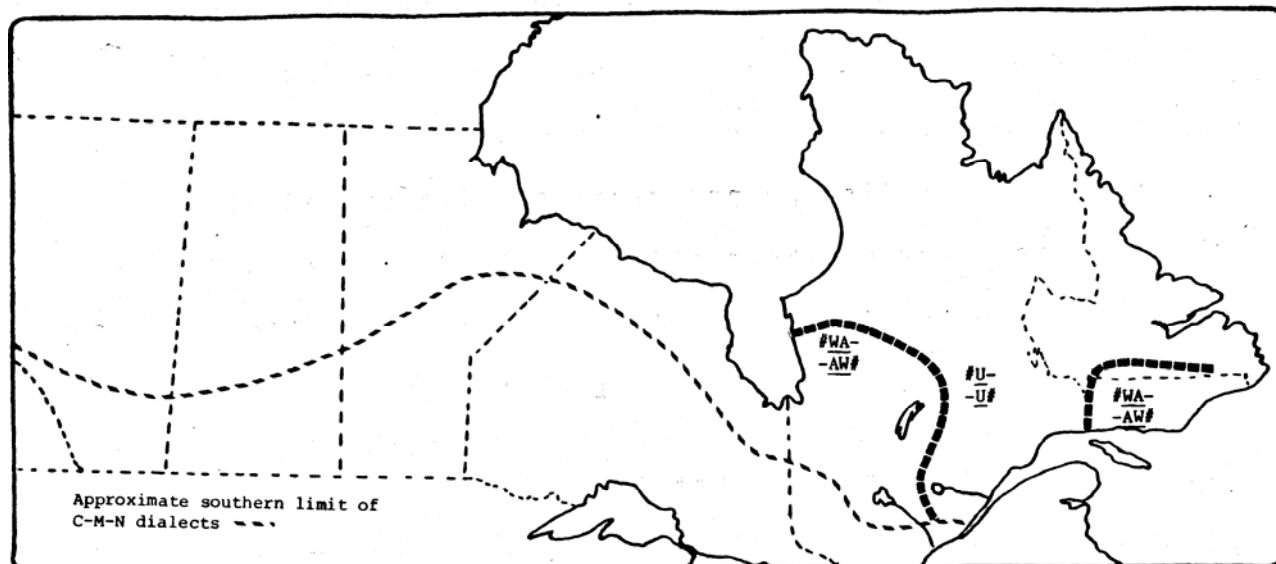 #WA-
-AW#
#U-
-U#
#WA-
-AW#
Approximate southern limit of
C-M-N dialects